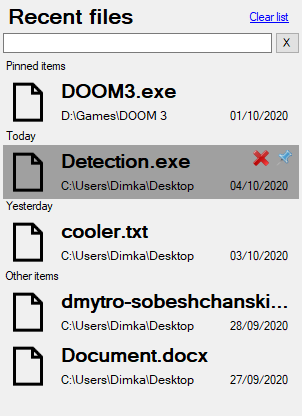 Recent files Clear list
X
Pinned items
DOOM3.exe
D:\Games\DOOM 3 01/10/2020
Today
Detection.exe
C:\Users\Dimka\Desktop 04/10/2020
Yesterday
cooler.txt
C:\Users\Dimka\Desktop 03/10/2020
Other items
dmytro-sobeshchanski...
C:\Users\Dimka\Desktop 28/09/2020
Document.docx
C:\Users\Dimka\Desktop 27/09/2020